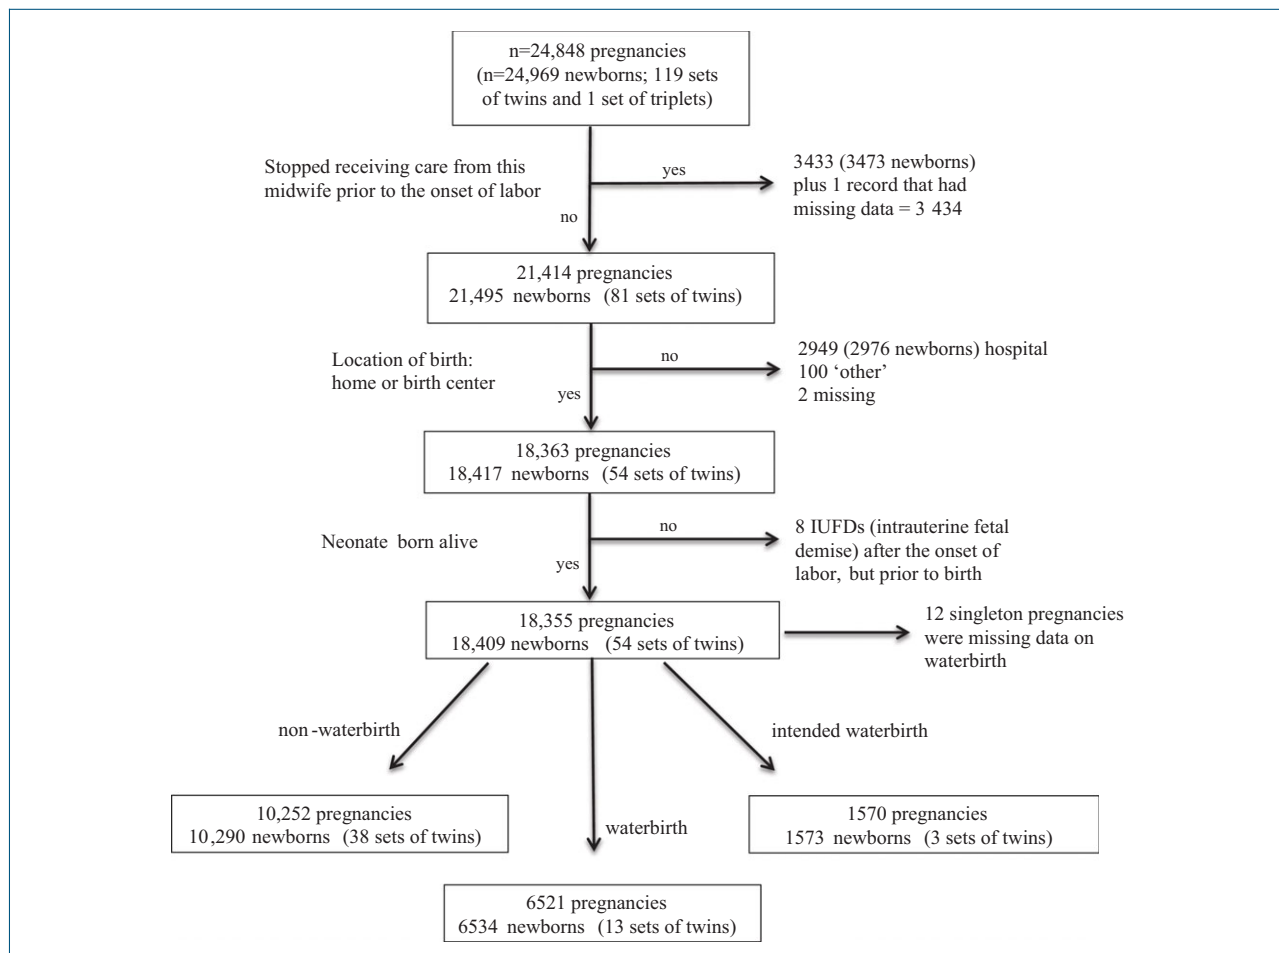 n=24,848 pregnancies
(n=24,969 newborns; 119 sets
of twins and 1 set of triplets)
Stopped receiving care from this
midwife prior to the onset of labor
yes
3433 (3473 newborns)
plus 1 record that had
missing data = 3 434
no
21,414 pregnancies
21,495 newborns (81 sets of twins)
Location of birth:
home or birth center
no
2949 (2976 newborns) hospital
100 ‘other’
2 missing
yes
18,363 pregnancies
18,417 newborns (54 sets of twins)
Neonate born alive
no
8 IUFDs (intrauterine fetal
demise) after the onset of
labor, but prior to birth
yes
18,355 pregnancies
18,409 newborns (54 sets of twins)
12 singleton pregnancies
were missing data on
waterbirth
non-waterbirth
intended waterbirth
10,252 pregnancies
10,290 newborns (38 sets of twins)
waterbirth
1570 pregnancies
1573 newborns (3 sets of twins)
6521 pregnancies
6534 newborns (13 sets of twins)